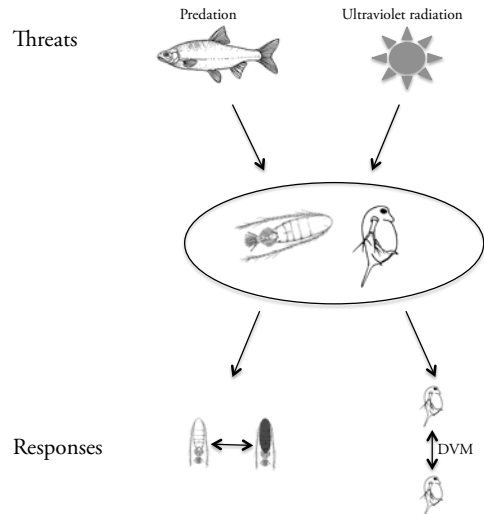 Predation
Ultraviolet radiation
Threats
Responses
DVM